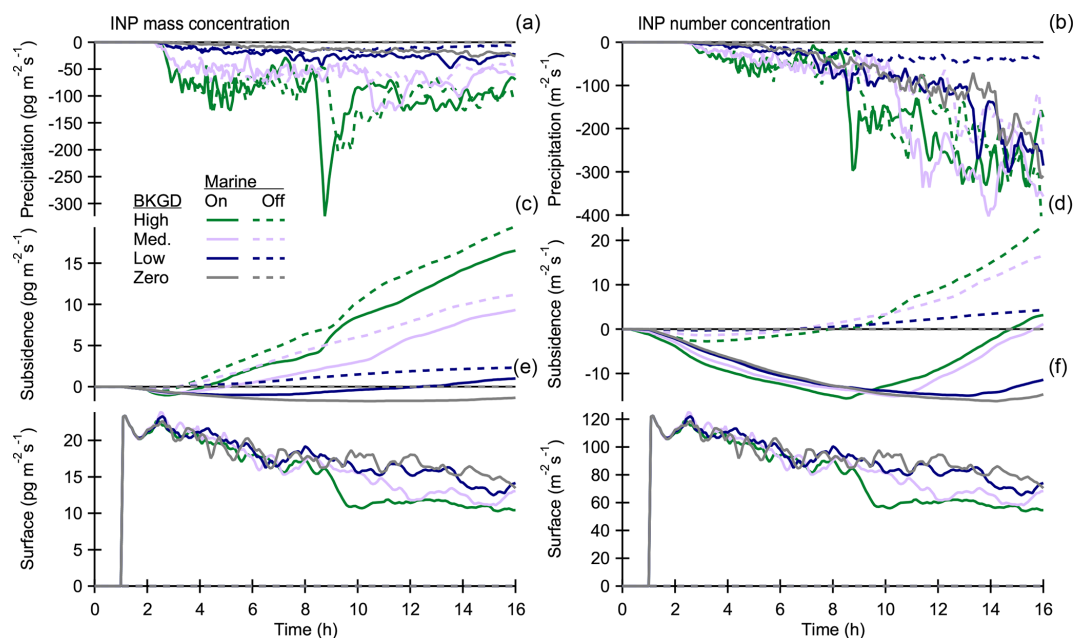 INP mass concentration
(a)
INP number concentration
(b)
Precipitation (pg m-2 s-1)
0
-50
-100
-150
-200
-250
-300
Precipitation (m-2 s-1)
0
-100
-200
-300
-400
Marine
BKGD On Off
High
Med.
Low
Zero
(c)
(d)
Subsidence (pg m-2 s-1)
15
10
5
0
Subsidence (m-2 s-1)
20
10
0
-10
(e)
(f)
Surface (pg m-2 s-1)
20
15
10
5
0
Surface (m-2 s-1)
120
100
80
60
40
20
0
0 2 4 6 8 10 12 14 16
Time (h)
0 2 4 6 8 10 12 14 16
Time (h)